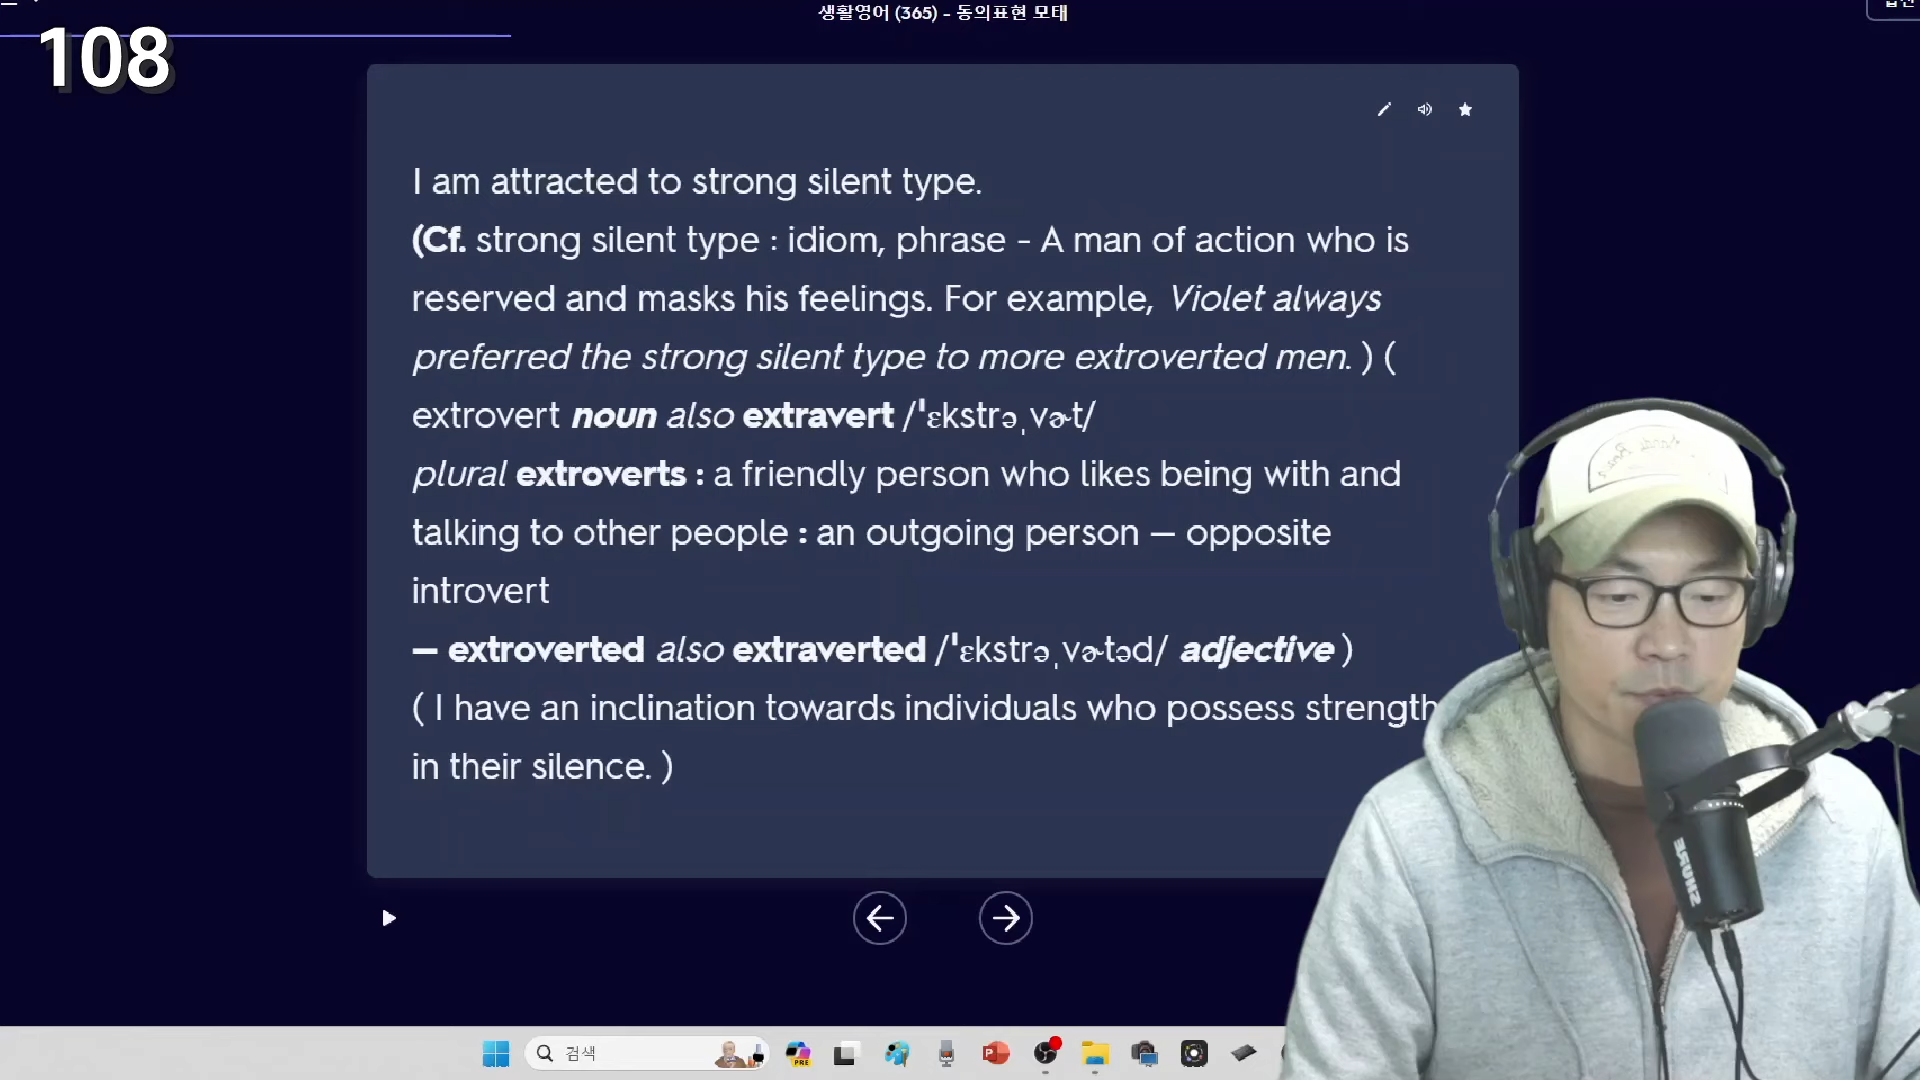 생활영어 (365) - 동의표현 모태
108
I am attracted to strong silent type.
(Cf. strong silent type : idiom, phrase - A man of action who is
reserved and masks his feelings. For example, Violet always
preferred the strong silent type to more extroverted men. ) (
extrovert noun also extravert /ˈɛkstrəˌvɚt/
plural extroverts : a friendly person who likes being with and
talking to other people : an outgoing person — opposite
introvert
— extroverted also extraverted /ˈɛkstrəˌvɚtəd/ adjective )
( I have an inclination towards individuals who possess strength
in their silence. )
SHURE
검색
PRE